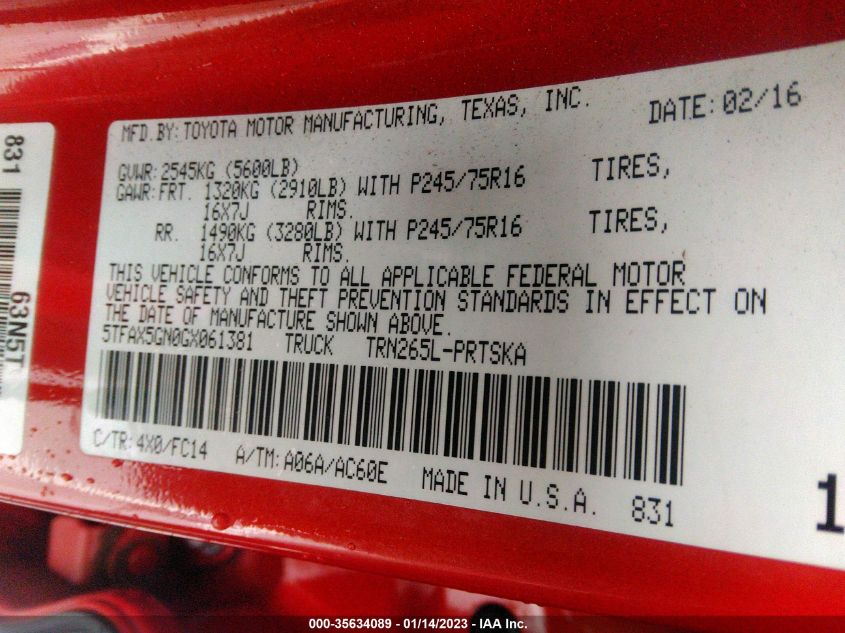 MFD.BY: TOYOTA MOTOR MANUFACTURING, TEXAS, INC. DATE: 02/16
GVWR: 2545KG (5600LB)
GAWR: FRT. 1320KG (2910LB) WITH P245/75R16 TIRES,
16X7J RIMS.
RR. 1490KG (3280LB) WITH P245/75R16 TIRES,
16X7J RIMS.
THIS VEHICLE CONFORMS TO ALL APPLICABLE FEDERAL MOTOR
VEHICLE SAFETY AND THEFT PREVENTION STANDARDS IN EFFECT ON
THE DATE OF MANUFACTURE SHOWN ABOVE.
5TFAX5GN0GX061381 TRUCK TRN265L-PRTSKA
C/TR: 4X0/FC14 A/TM: A06A/AC60E MADE IN U.S.A. 831
831
63N5T
1
000-35634089 - 01/14/2023 - IAA Inc.